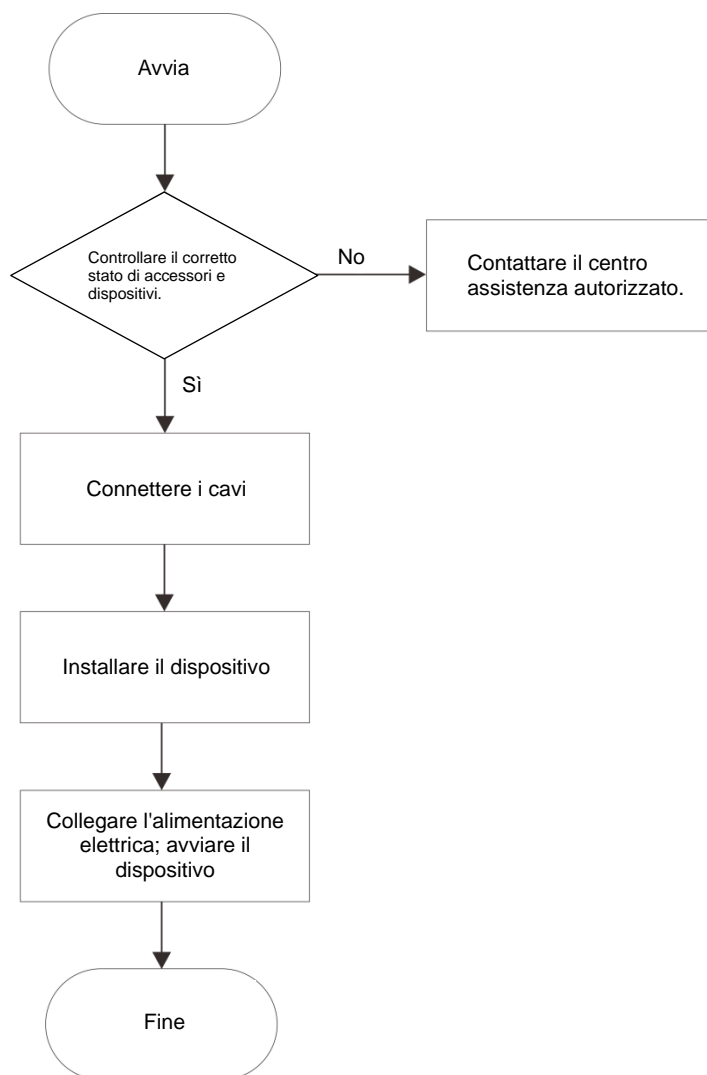 Avvia
Controllare il corretto
stato di accessori e
dispositivi.
No
Contattare il centro
assistenza autorizzato.
Sì
Connettere i cavi
Installare il dispositivo
Collegare l'alimentazione
elettrica; avviare il
dispositivo
Fine